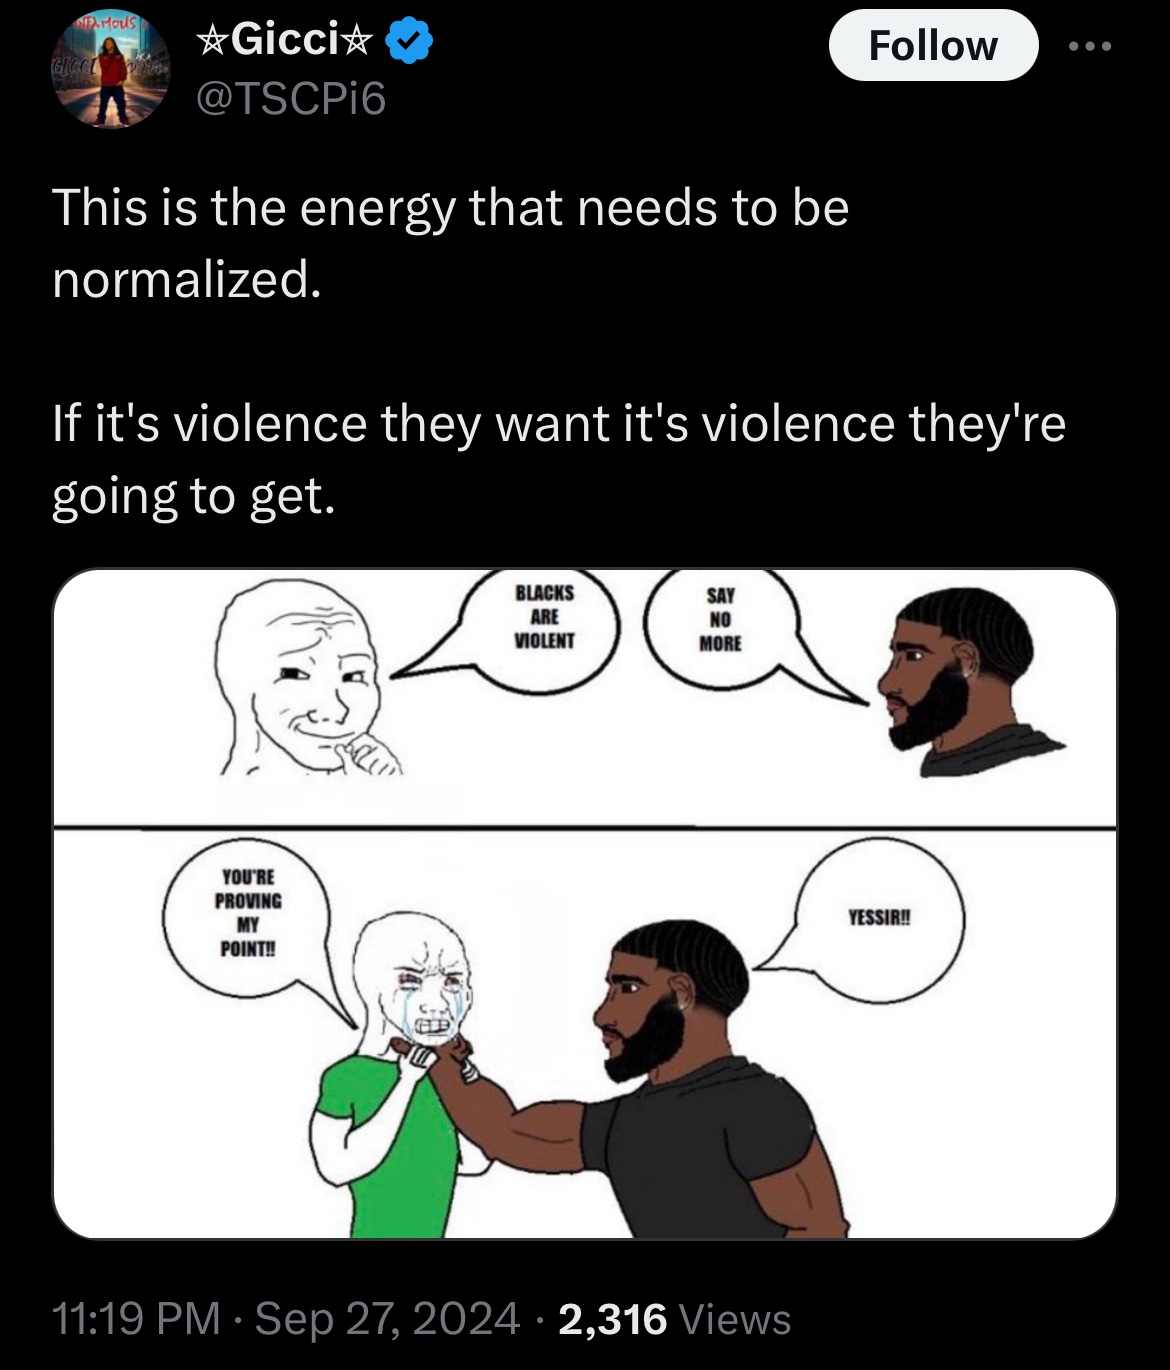 ☆Gicci☆
@TSCPi6
Follow
This is the energy that needs to be
normalized.
If it's violence they want it's violence they're
going to get.
BLACKS
ARE
VIOLENT
SAY
NO
MORE
YOU'RE
PROVING
MY
POINT!!
YESSIR!!
11:19 PM · Sep 27, 2024 · 2,316 Views